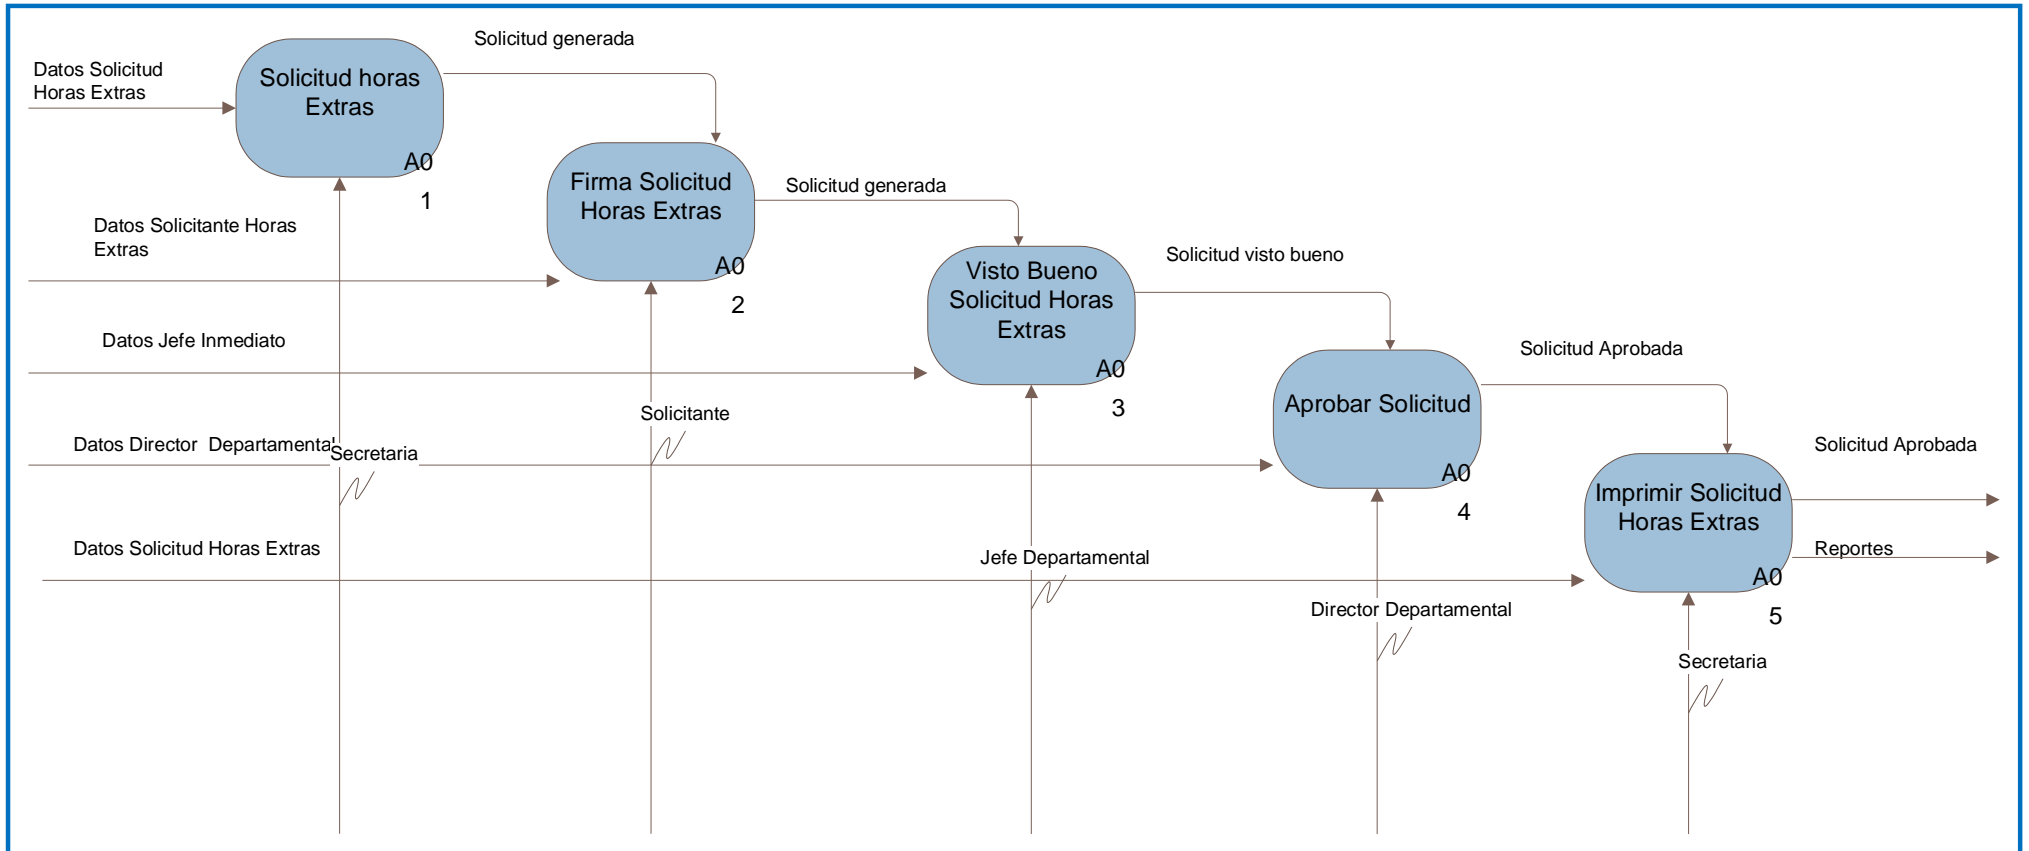 Solicitud generada
Datos Solicitud
Horas Extras
Solicitud horas
Extras
A0
1
Firma Solicitud
Horas Extras
A0
2
Solicitud generada
Datos Solicitante Horas
Extras
Visto Bueno
Solicitud Horas
Extras
A0
3
Solicitud visto bueno
Datos Jefe Inmediato
Solicitud Aprobada
Aprobar Solicitud
A0
4
Solicitante
Datos Director  Departamental
Secretaria
Solicitud Aprobada
Imprimir Solicitud
Horas Extras
A0
5
Datos Solicitud Horas Extras
Jefe Departamental
Reportes
Director Departamental
Secretaria